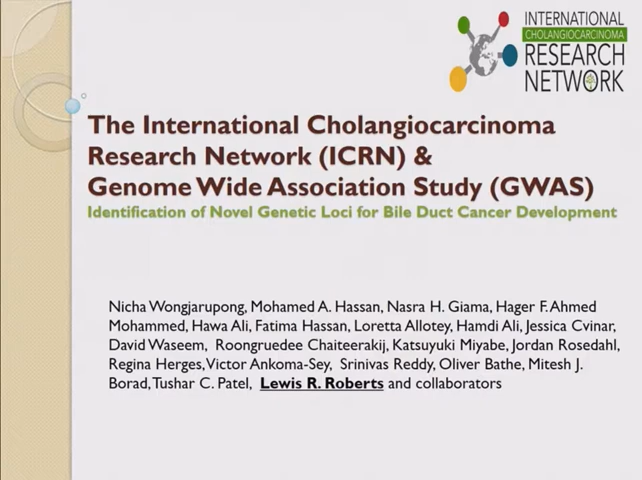 INTERNATIONAL
CHOLANGIOCARCINOMA
RESEARCH
NETWORK
The International Cholangiocarcinoma
Research Network (ICRN) &
Genome Wide Association Study (GWAS)
Identification of Novel Genetic Loci for Bile Duct Cancer Development
Nicha Wongjarupong, Mohamed A. Hassan, Nasra H. Giama, Hager F. Ahmed
Mohammed, Hawa Ali, Fatima Hassan, Loretta Allotey, Hamdi Ali, Jessica Cvinar,
David Waseem, Roongruedee Chaiteerakij, Katsuyuki Miyabe, Jordan Rosedahl,
Regina Herges, Victor Ankoma-Sey, Srinivas Reddy, Oliver Bathe, Mitesh J.
Borad, Tushar C. Patel, Lewis R. Roberts and collaborators